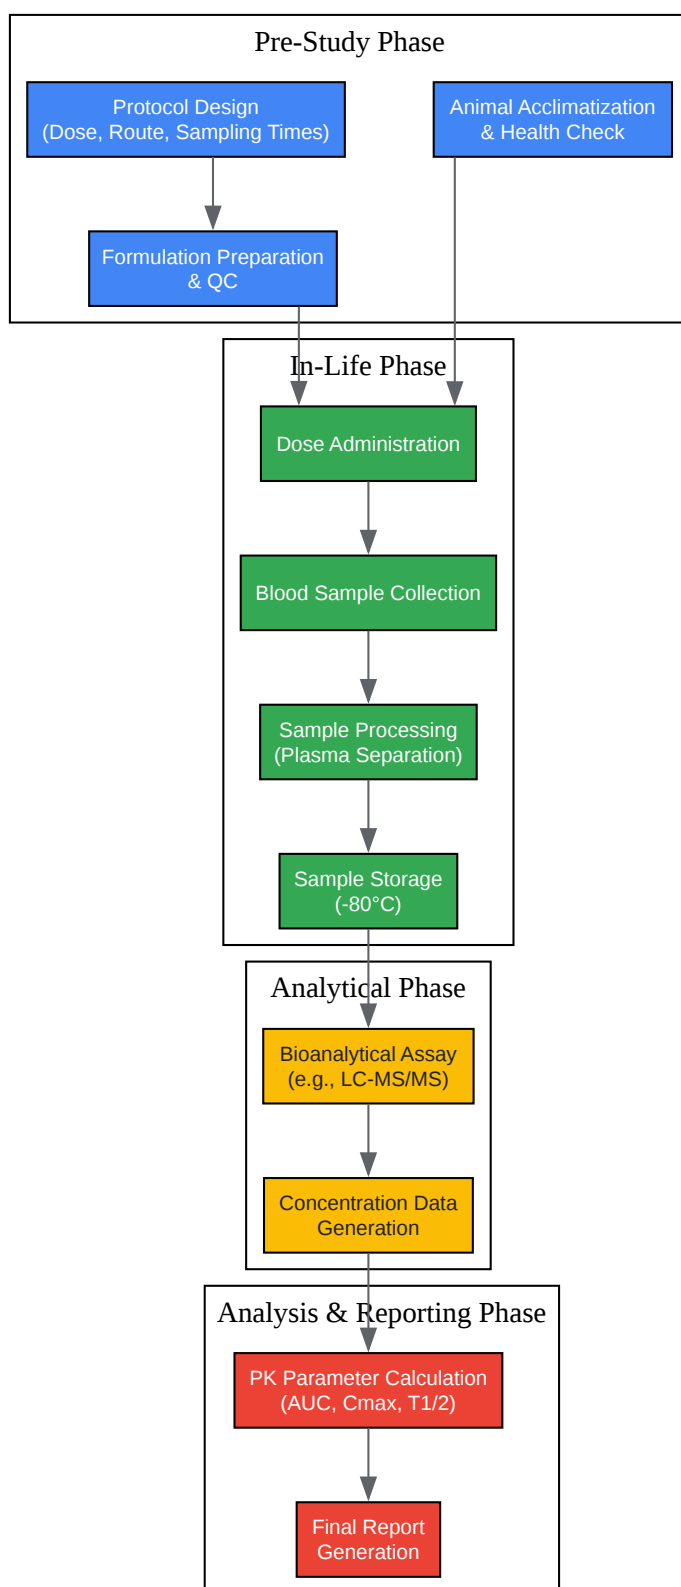 Pre-Study Phase
Protocol Design
(Dose, Route, Sampling Times)
Animal Acclimatization
& Health Check
Formulation Preparation
& QC
In-Life Phase
Dose Administration
Blood Sample Collection
Sample Processing
(Plasma Separation)
Sample Storage
(-80°C)
Analytical Phase
Bioanalytical Assay
(e.g., LC-MS/MS)
Concentration Data
Generation
Analysis & Reporting Phase
PK Parameter Calculation
(AUC, Cmax, T1/2)
Final Report
Generation